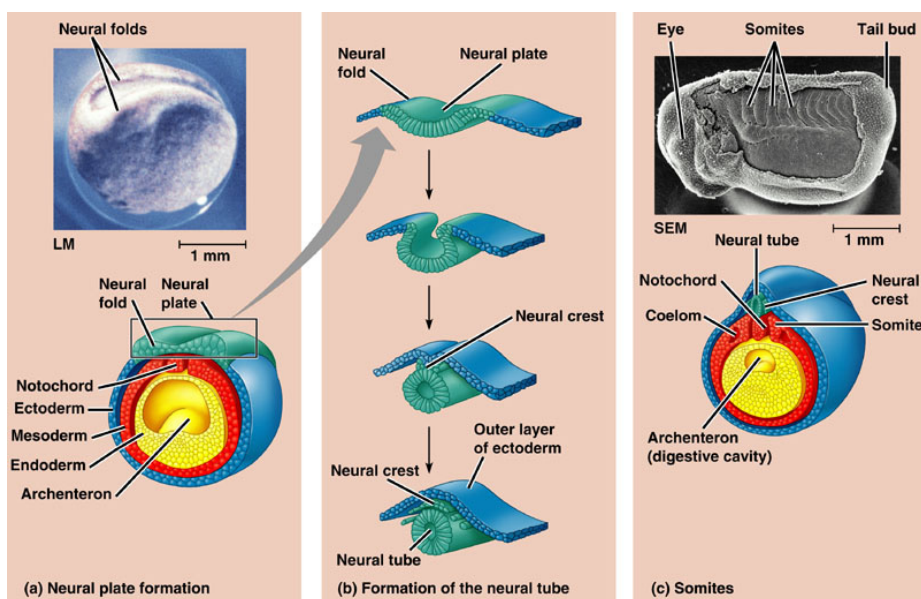 Neural folds
LM
1 mm
Neural
fold
Neural
plate
Notochord
Ectoderm
Mesoderm
Endoderm
Archenteron
(a) Neural plate formation
Neural
fold
Neural plate
Neural crest
Outer layer
of ectoderm
Neural crest
Neural tube
(b) Formation of the neural tube
Eye
Somites
Tail bud
SEM
1 mm
Neural tube
Notochord
Neural
crest
Coelom
Somite
Archenteron
(digestive cavity)
(c) Somites